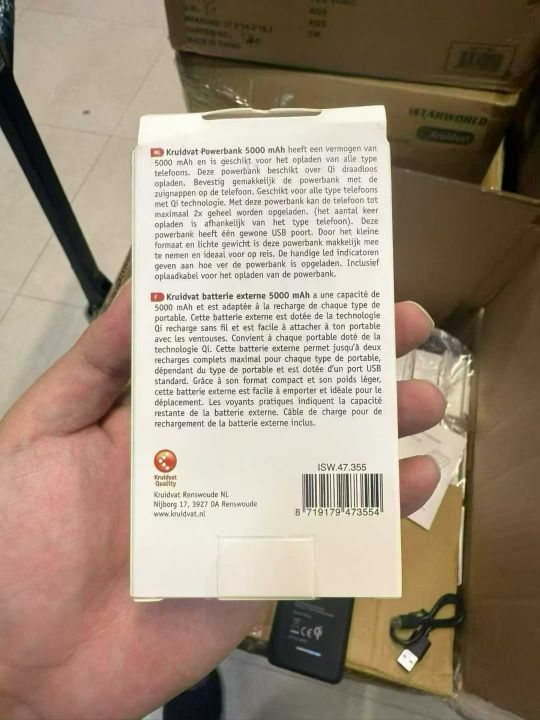 MADE IN CHINA
AGS
KGS
CM
iSTARWORLD
Kruidvat
NL Kruidvat Powerbank 5000 mAh heeft een vermogen van
5000 mAh en is geschikt voor het opladen van alle type
telefoons. Deze powerbank beschikt over Qi draadloos
opladen. Bevestig gemakkelijk de powerbank met de
zuignappen op de telefoon. Geschikt voor alle type telefoons
met Qi technologie. Met deze powerbank kan de telefoon tot
maximaal 2x geheel worden opgeladen. (het aantal keer
opladen is afhankelijk van het type telefoon). Deze
powerbank heeft één gewone USB poort. Door het kleine
formaat en lichte gewicht is deze powerbank makkelijk mee
te nemen en ideaal voor op reis. De handige led indicatoren
geven aan hoe ver de powerbank is opgeladen. Inclusief
oplaadkabel voor het opladen van de powerbank.
F Kruidvat batterie externe 5000 mAh a une capacité de
5000 mAh et est adaptée à la recharge de chaque type de
portable. Cette batterie externe est dotée de la technologie
Qi recharge sans fil et est facile à attacher à ton portable
avec les ventouses. Convient à chaque portable doté de la
technologie Qi. Cette batterie externe permet jusqu'à deux
recharges complets maximal pour chaque type de portable,
dépendant du type de portable et est dotée d'un port USB
standard. Grâce à son format compact et son poids léger,
cette batterie externe est facile à emporter et idéale pour le
déplacement. Les voyants pratiques indiquent la capacité
restante de la batterie externe. Câble de charge pour de
rechargement de la batterie externe inclus.
Kruidvat
Quality
Kruidvat Renswoude NL
Nijborg 17, 3927 DA Renswoude
www.kruidvat.nl
ISW.47.355
8 719179 473554
CE